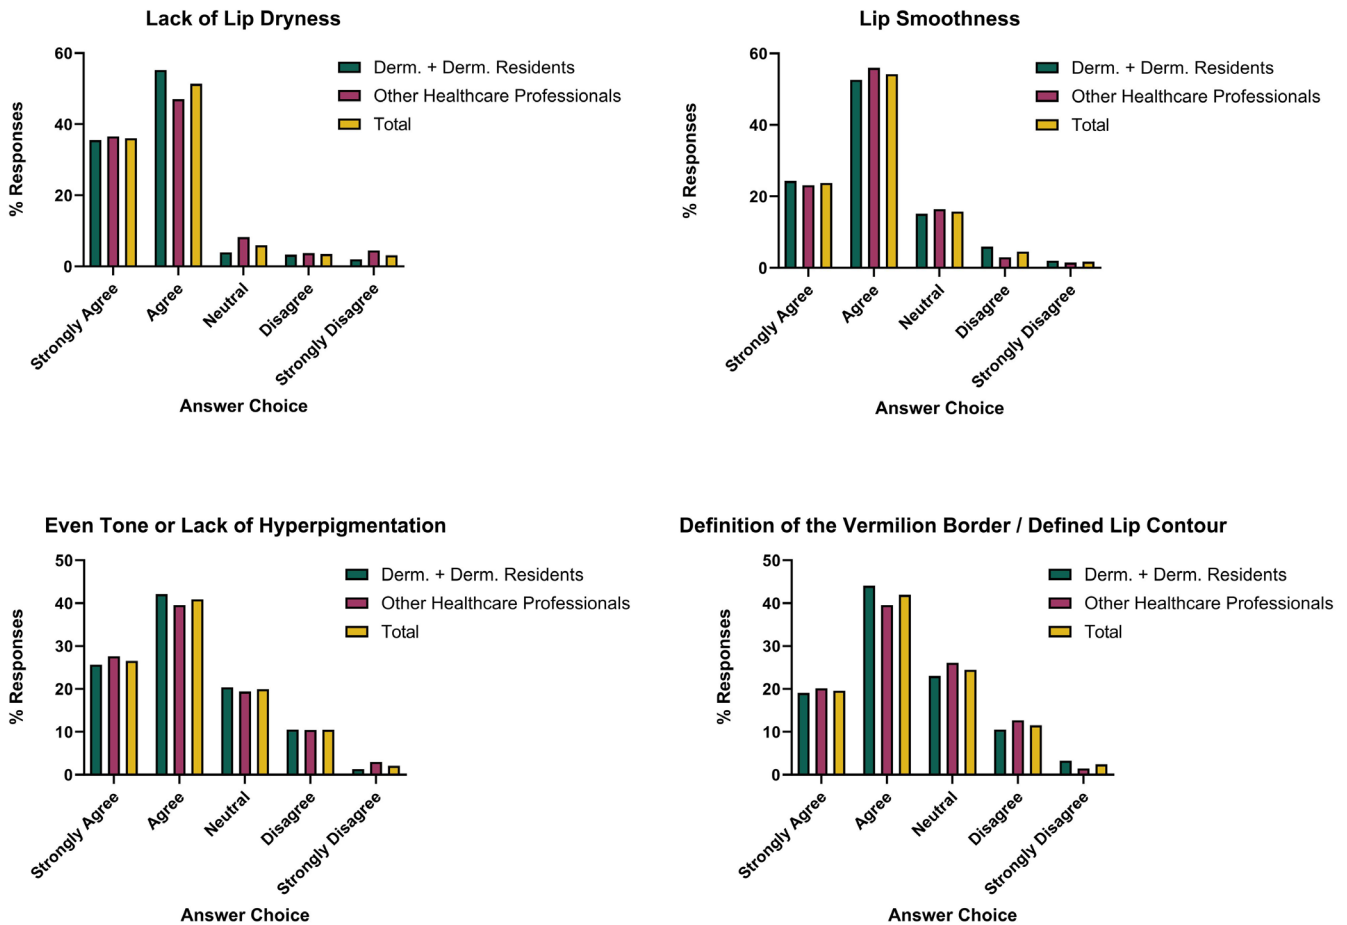 Lack of Lip Dryness
% Responses
60
40
20
0
Derm. + Derm. Residents
Other Healthcare Professionals
Total
Strongly Agree
Agree
Neutral
Disagree
Strongly Disagree
Answer Choice
Lip Smoothness
% Responses
60
40
20
0
Derm. + Derm. Residents
Other Healthcare Professionals
Total
Strongly Agree
Agree
Neutral
Disagree
Strongly Disagree
Answer Choice
Even Tone or Lack of Hyperpigmentation
% Responses
50
40
30
20
10
0
Derm. + Derm. Residents
Other Healthcare Professionals
Total
Strongly Agree
Agree
Neutral
Disagree
Strongly Disagree
Answer Choice
Definition of the Vermilion Border / Defined Lip Contour
% Responses
50
40
30
20
10
0
Derm. + Derm. Residents
Other Healthcare Professionals
Total
Strongly Agree
Agree
Neutral
Disagree
Strongly Disagree
Answer Choice